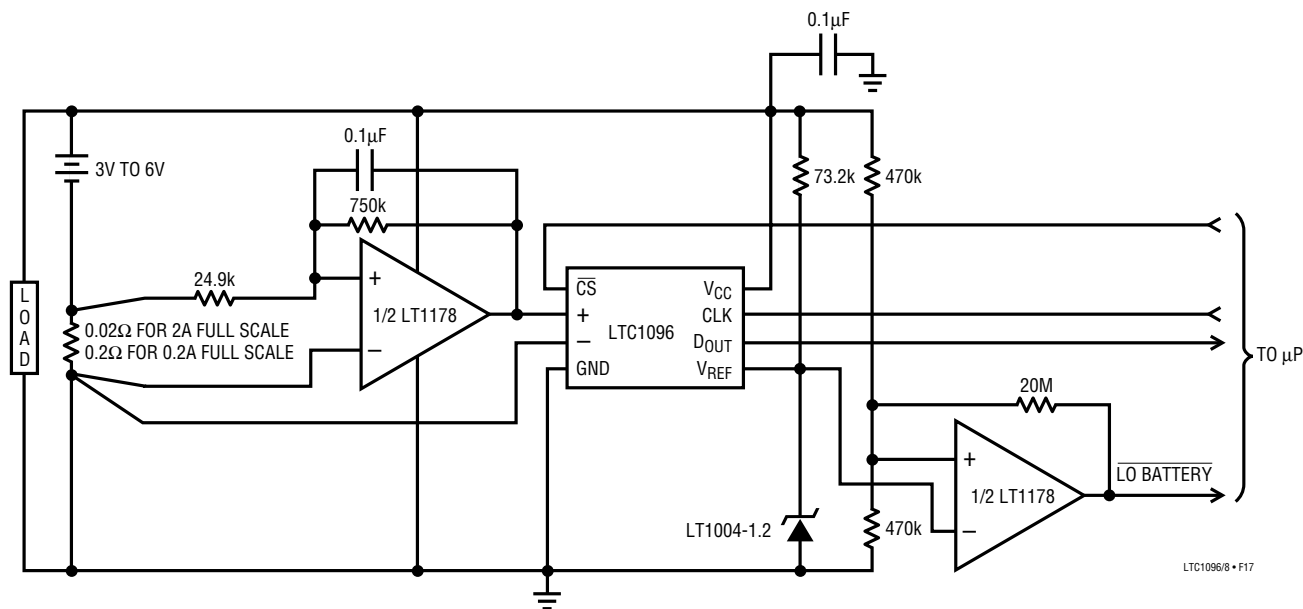 0.1µF
3V TO 6V
0.1µF
750k
73.2k
470k
24.9k
LOAD
0.02Ω FOR 2A FULL SCALE
0.2Ω FOR 0.2A FULL SCALE
+
1/2 LT1178
–
CS
+
–
GND
LTC1096
VCC
CLK
DOUT
VREF
TO µP
20M
+
1/2 LT1178
–
LO BATTERY
LT1004-1.2
470k
LTC1096/8 • F17